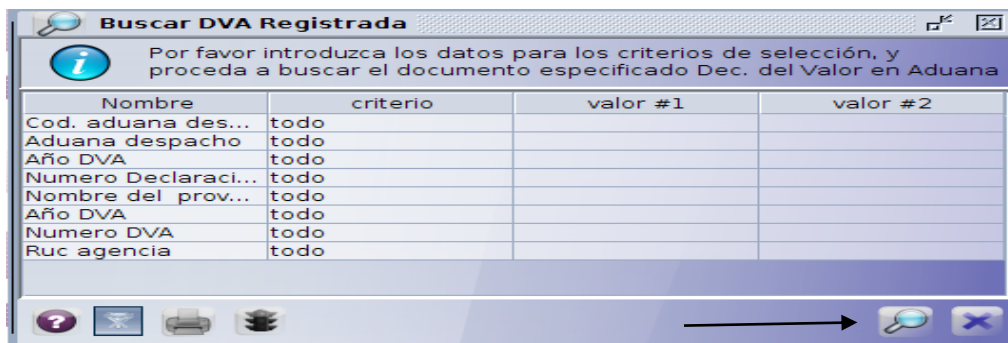 Buscar DVA Registrada
Por favor introduzca los datos para los criterios de selección, y
proceda a buscar el documento especificado Dec. del Valor en Aduana
Nombre criterio valor #1 valor #2
Cod. aduana des... todo
Aduana despacho todo
Año DVA todo
Numero Declaraci... todo
Nombre del prov... todo
Año DVA todo
Numero DVA todo
Ruc agencia todo